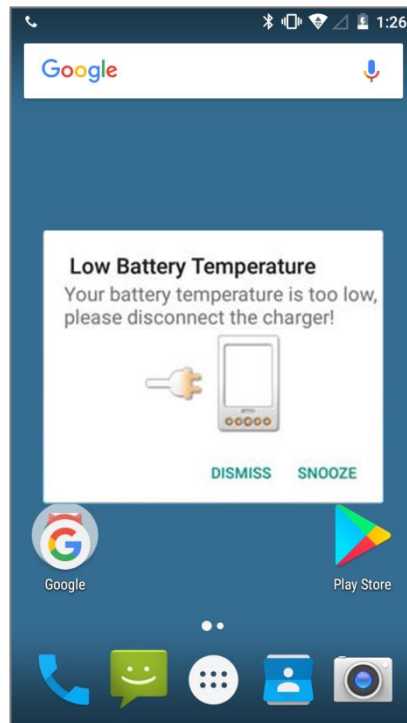 1:26
Google
Low Battery Temperature
Your battery temperature is too low,
please disconnect the charger!
DISMISS SNOOZE
Google Play Store